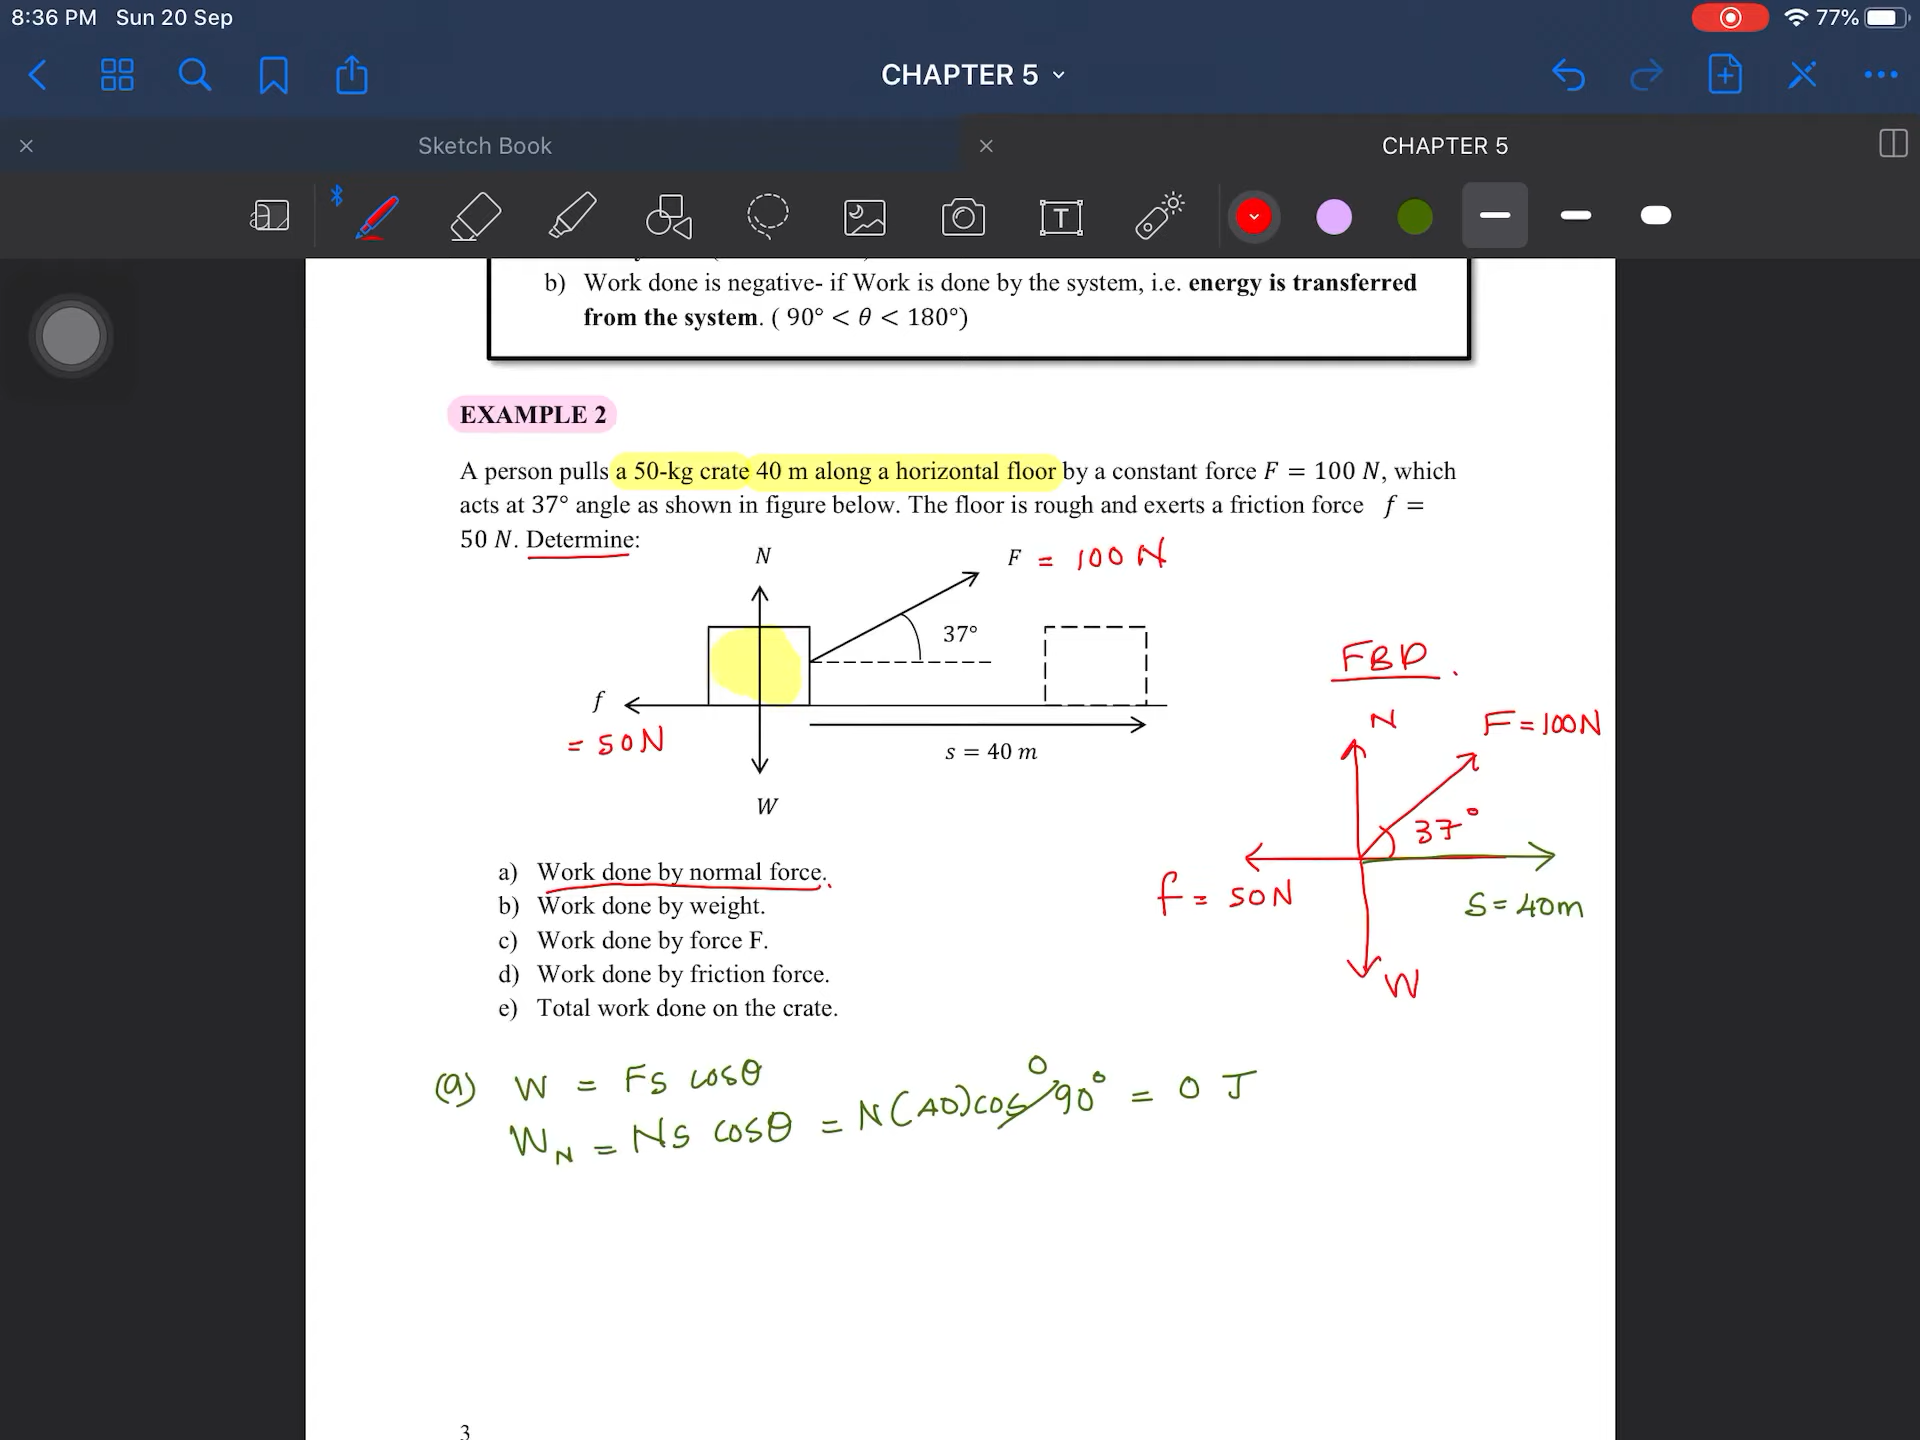 8:36 PM Sun 20 Sep
77%
CHAPTER 5
Sketch Book
CHAPTER 5
b) Work done is negative- if Work is done by the system, i.e. energy is transferred
from the system. ( 90° < θ < 180°)
EXAMPLE 2
A person pulls a 50-kg crate 40 m along a horizontal floor by a constant force F = 100 N, which
acts at 37° angle as shown in figure below. The floor is rough and exerts a friction force f =
50 N. Determine:
N
F = 100 N
37°
f
= 50N
s = 40 m
W
FBD.
N
F = 100N
37°
f = 50N
S = 40m
W
a) Work done by normal force.
b) Work done by weight.
c) Work done by force F.
d) Work done by friction force.
e) Total work done on the crate.
(a) W = Fs cosθ
W_N = Ns cosθ = N(40)cos 90° = 0 J
0
3